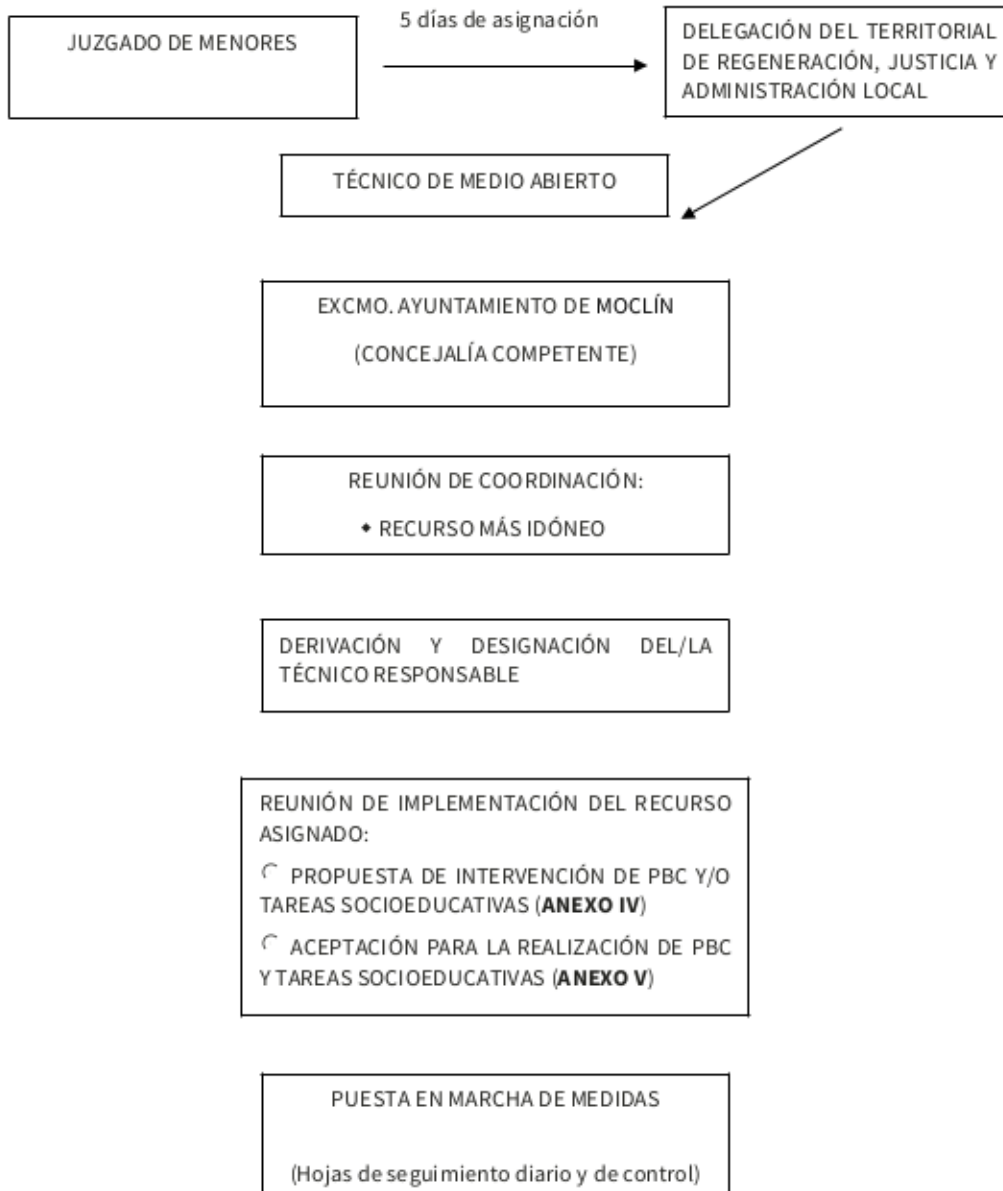 JUZGADO DE MENORES
5 días de asignación
DELEGACIÓN DEL TERRITORIAL
DE REGENERACIÓN, JUSTICIA Y
ADMINISTRACIÓN LOCAL
TÉCNICO DE MEDIO ABIERTO
EXCMO. AYUNTAMIENTO DE MOCLÍN
(CONCEJALÍA COMPETENTE)
REUNIÓN DE COORDINACIÓN:
◆ RECURSO MÁS IDÓNEO
DERIVACIÓN Y DESIGNACIÓN DEL/LA
TÉCNICO RESPONSABLE
REUNIÓN DE IMPLEMENTACIÓN DEL RECURSO
ASIGNADO:
PROPUESTA DE INTERVENCIÓN DE PBC Y/O
TAREAS SOCIOEDUCATIVAS (ANEXO IV)
ACEPTACIÓN PARA LA REALIZACIÓN DE PBC
Y TAREAS SOCIOEDUCATIVAS (ANEXO V)
PUESTA EN MARCHA DE MEDIDAS
(Hojas de seguimiento diario y de control)